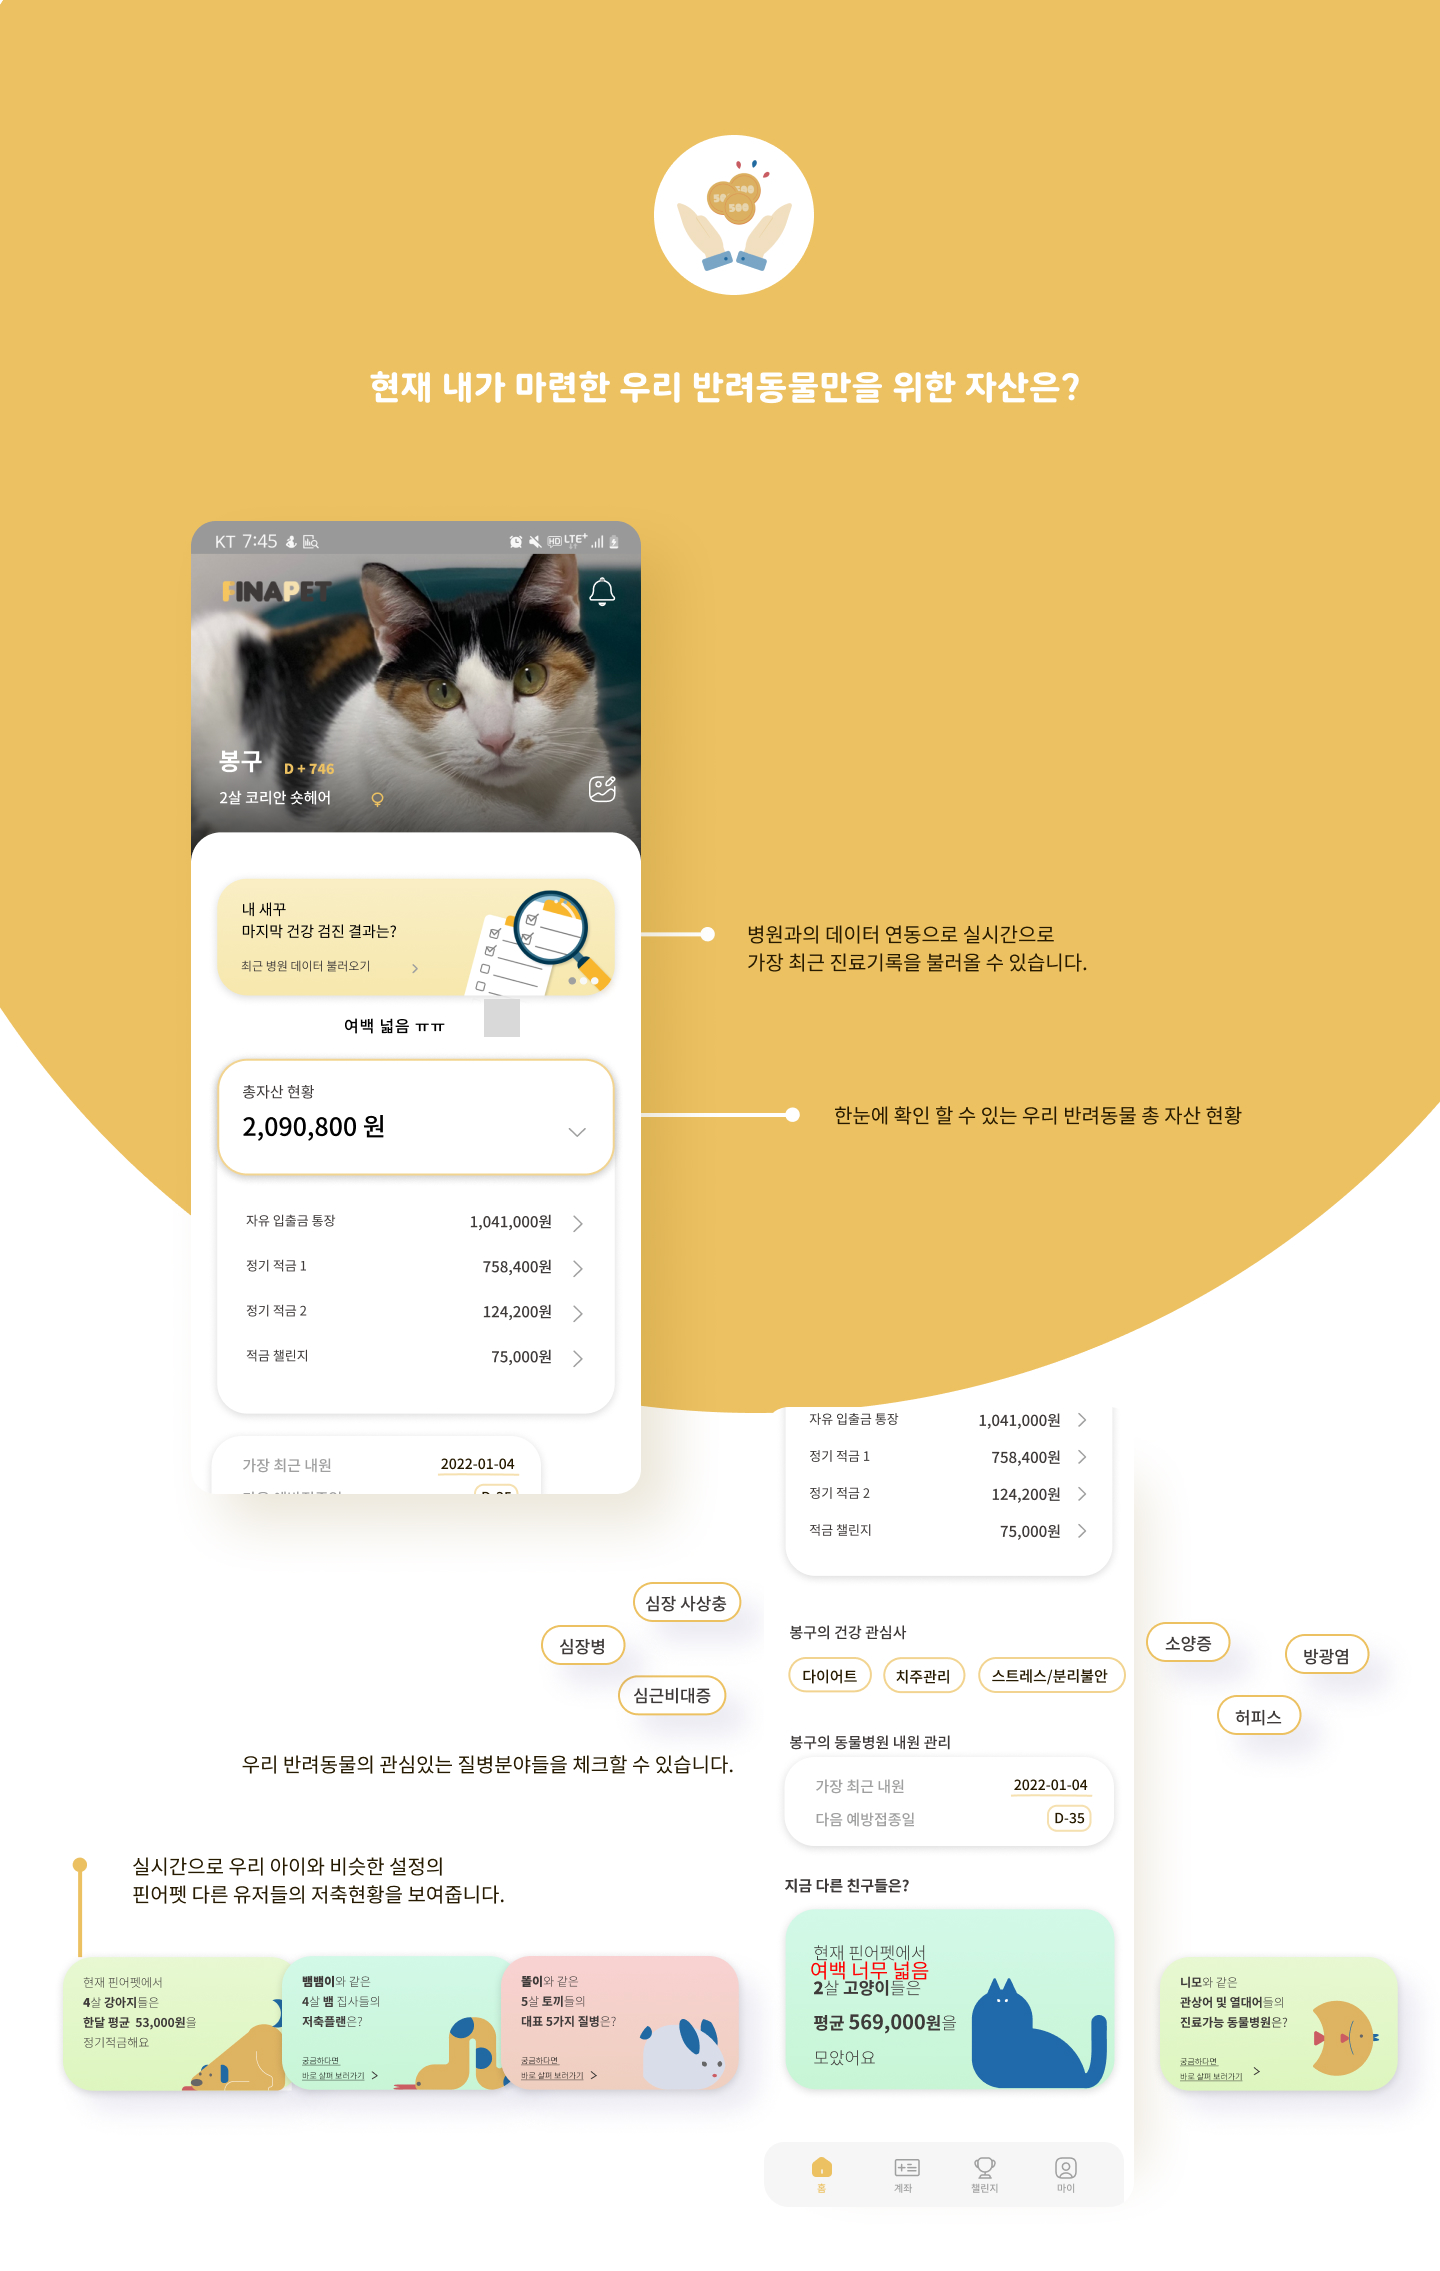 500
500
500
현재 내가 마련한 우리 반려동물만을 위한 자산은?
KT 7:45
HD LTE+
FINAPET
봉구 D + 746
2살 코리안 숏헤어
내 새꾸
마지막 건강 검진 결과는?
최근 병원 데이터 불러오기
병원과의 데이터 연동으로 실시간으로
가장 최근 진료기록을 불러올 수 있습니다.
여백 넓음 ㅠㅠ
총자산 현황
2,090,800 원
한눈에 확인 할 수 있는 우리 반려동물 총 자산 현황
자유 입출금 통장 1,041,000원
정기 적금 1 758,400원
정기 적금 2 124,200원
적금 챌린지 75,000원
가장 최근 내원 2022-01-04
자유 입출금 통장 1,041,000원
정기 적금 1 758,400원
정기 적금 2 124,200원
적금 챌린지 75,000원
심장 사상충
심장병
심근비대증
봉구의 건강 관심사
다이어트 치주관리 스트레스/분리불안
소양증
방광염
허피스
우리 반려동물의 관심있는 질병분야들을 체크할 수 있습니다.
봉구의 동물병원 내원 관리
가장 최근 내원 2022-01-04
다음 예방접종일 D-35
실시간으로 우리 아이와 비슷한 설정의
핀어펫 다른 유저들의 저축현황을 보여줍니다.
지금 다른 친구들은?
현재 핀어펫에서
4살 강아지들은
한달 평균 53,000원을
정기적금해요
뱀뱀이와 같은
4살 뱀 집사들의
저축플랜은?
궁금하다면
바로 살펴 보러가기
똘이와 같은
5살 토끼들의
대표 5가지 질병은?
궁금하다면
바로 살펴 보러가기
현재 핀어펫에서
여백 너무 넓음
2살 고양이들은
평균 569,000원을
모았어요
니모와 같은
관상어 및 열대어들의
진료가능 동물병원은?
궁금하다면
바로 살펴 보러가기
홈 계좌 챌린지 마이